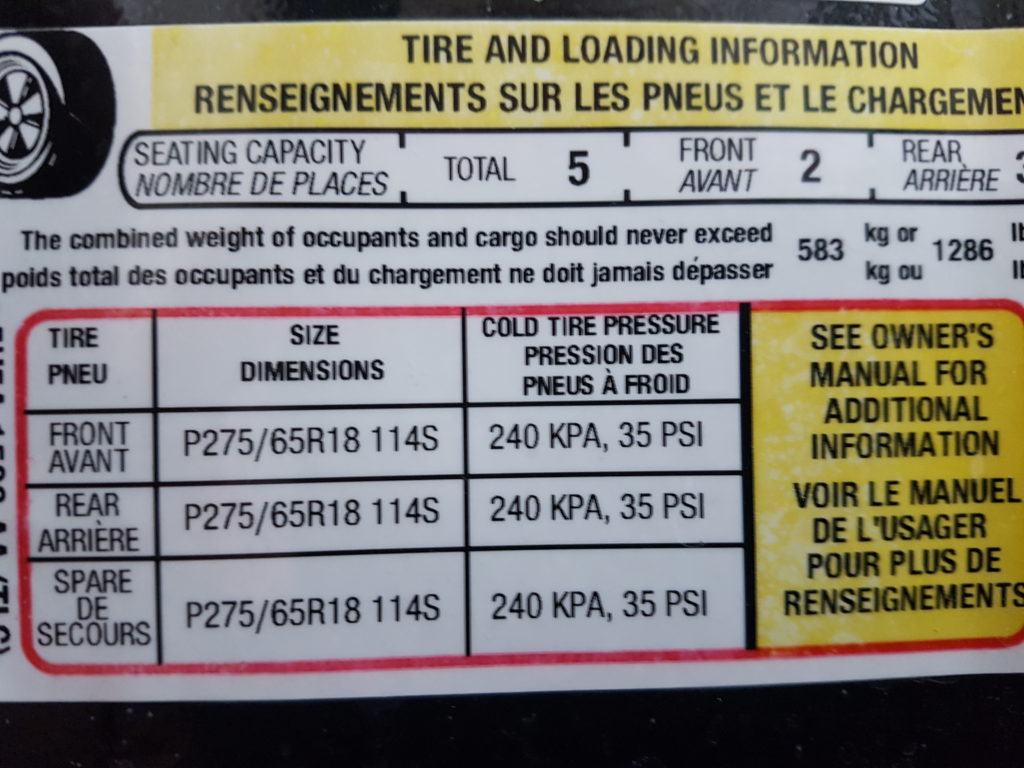 TIRE AND LOADING INFORMATION
RENSEIGNEMENTS SUR LES PNEUS ET LE CHARGEMEN
SEATING CAPACITY
NOMBRE DE PLACES
TOTAL 5
FRONT
AVANT
2
REAR
ARRIÈRE
The combined weight of occupants and cargo should never exceed
poids total des occupants et du chargement ne doit jamais dépasser
583
kg or
kg ou
1286
TIRE
PNEU
SIZE
DIMENSIONS
COLD TIRE PRESSURE
PRESSION DES
PNEUS À FROID
FRONT
AVANT
P275/65R18 114S
240 KPA, 35 PSI
REAR
ARRIÈRE
P275/65R18 114S
240 KPA, 35 PSI
SPARE
DE
SECOURS
P275/65R18 114S
240 KPA, 35 PSI
SEE OWNER'S
MANUAL FOR
ADDITIONAL
INFORMATION
VOIR LE MANUEL
DE L'USAGER
POUR PLUS DE
RENSEIGNEMENTS